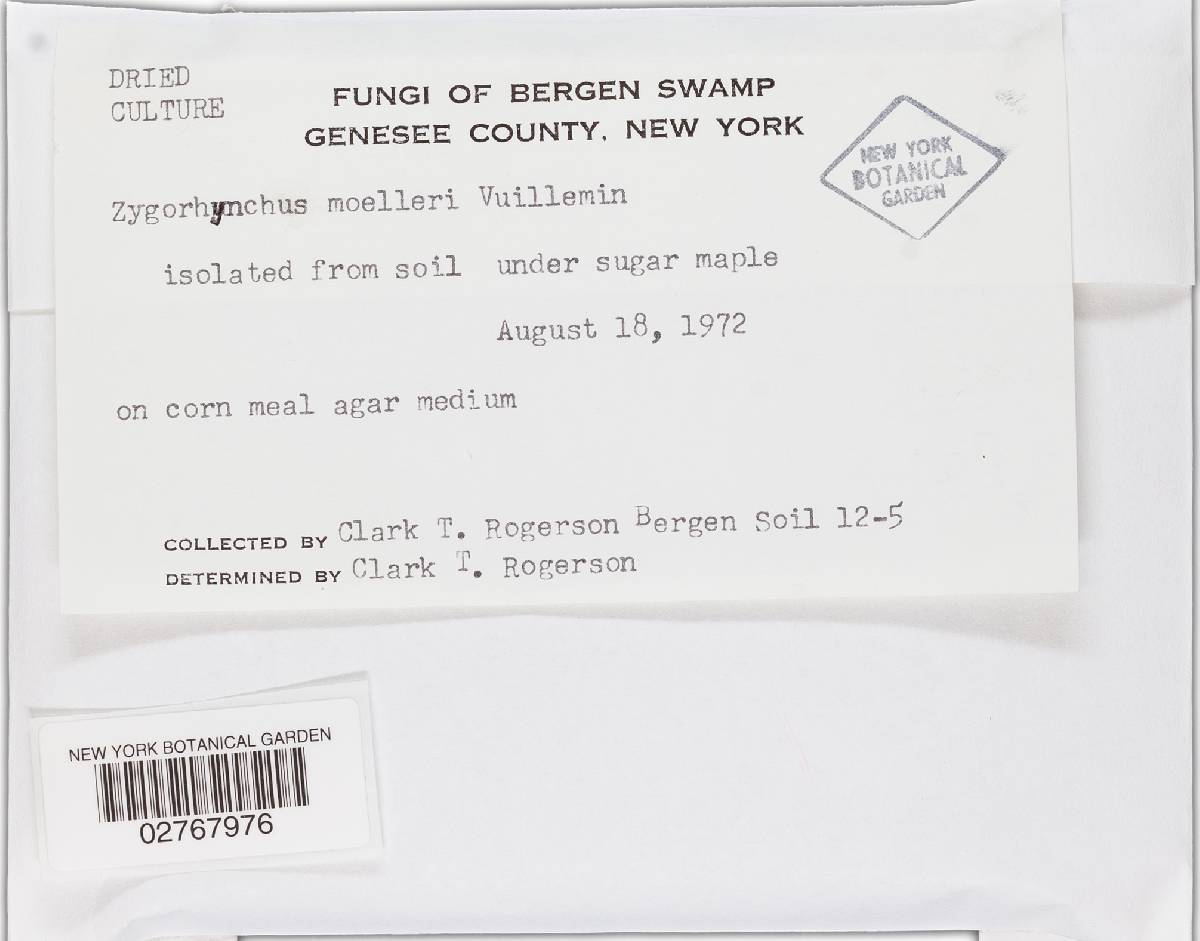 DRIED
CULTURE
FUNGI OF BERGEN SWAMP
GENESEE COUNTY, NEW YORK
NEW YORK
BOTANICAL
GARDEN
Zygorhynchus moelleri Vuillemin
isolated from soil under sugar maple
August 18, 1972
on corn meal agar medium
COLLECTED BY Clark T. Rogerson Bergen Soil 12-5
DETERMINED BY Clark T. Rogerson
NEW YORK BOTANICAL GARDEN
02767976